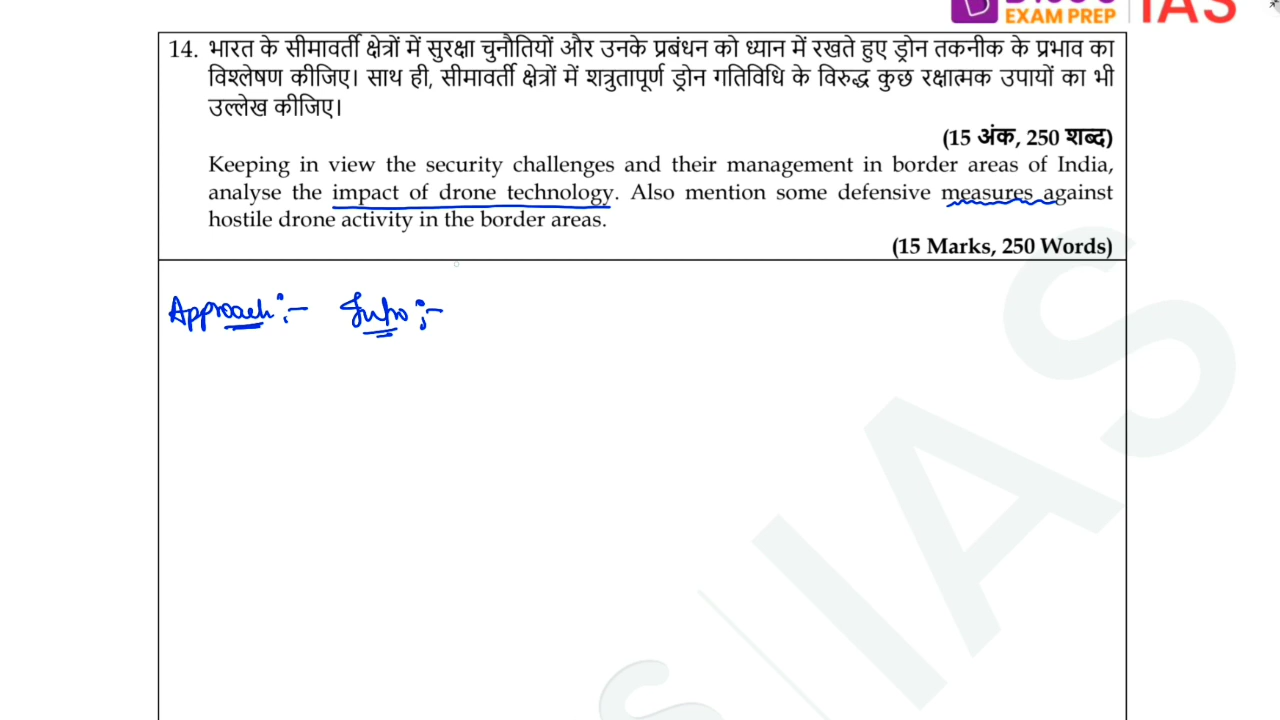 EXAM PREP
IAS
14. भारत के सीमावर्ती क्षेत्रों में सुरक्षा चुनौतियों और उनके प्रबंधन को ध्यान में रखते हुए ड्रोन तकनीक के प्रभाव का
विश्लेषण कीजिए। साथ ही, सीमावर्ती क्षेत्रों में शत्रुतापूर्ण ड्रोन गतिविधि के विरुद्ध कुछ रक्षात्मक उपायों का भी
उल्लेख कीजिए।
(15 अंक, 250 शब्द)
Keeping in view the security challenges and their management in border areas of India,
analyse the impact of drone technology. Also mention some defensive measures against
hostile drone activity in the border areas.
(15 Marks, 250 Words)
Approach :- Intro :-
IAS